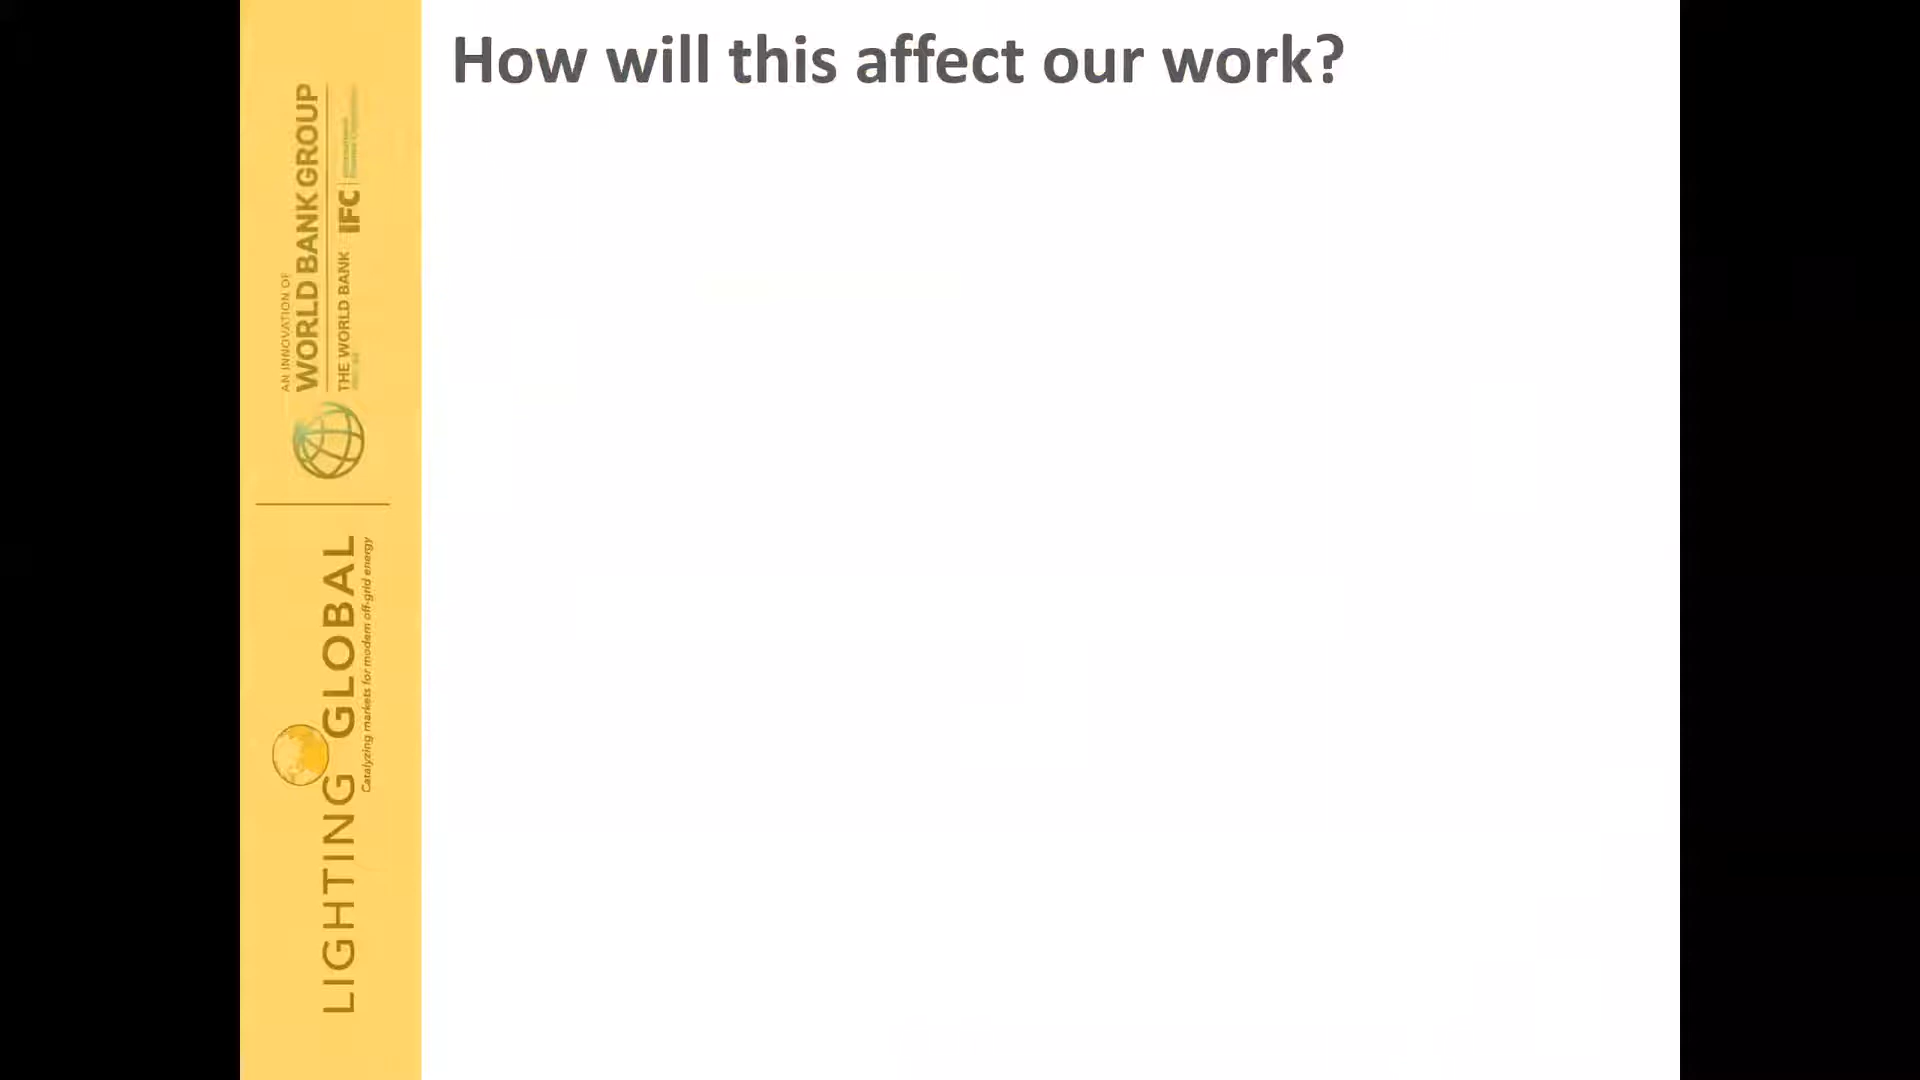 How will this affect our work?
AN INNOVATION OF
WORLD BANK GROUP
THE WORLD BANK
IFC
LIGHTING GLOBAL
Catalyzing markets for modern off-grid energy